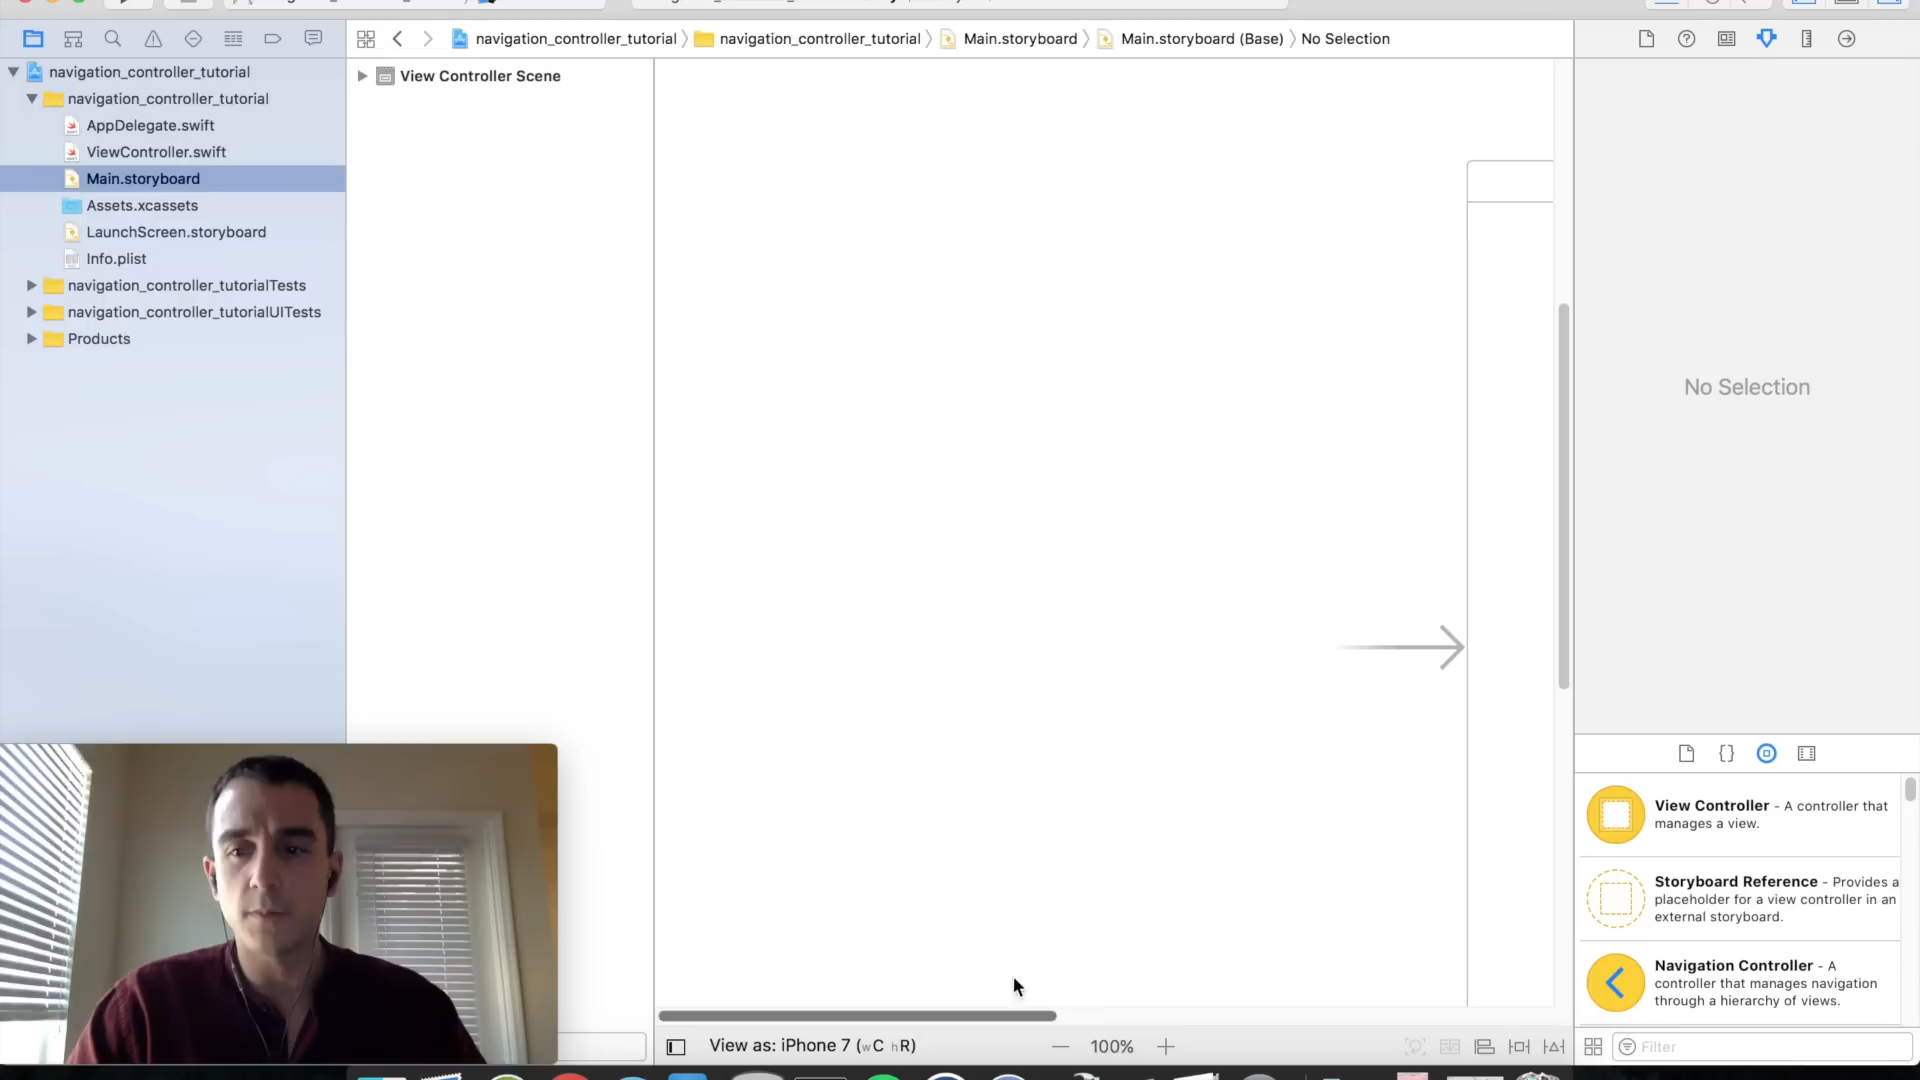 navigation_controller_tutorial
navigation_controller_tutorial
Main.storyboard
Main.storyboard (Base)
No Selection
navigation_controller_tutorial
navigation_controller_tutorial
AppDelegate.swift
ViewController.swift
Main.storyboard
Assets.xcassets
LaunchScreen.storyboard
Info.plist
navigation_controller_tutorialTests
navigation_controller_tutorialUITests
Products
View Controller Scene
No Selection
View Controller - A controller that
manages a view.
Storyboard Reference - Provides a
placeholder for a view controller in an
external storyboard.
Navigation Controller - A
controller that manages navigation
through a hierarchy of views.
View as: iPhone 7 (wC hR)
100%
Filter